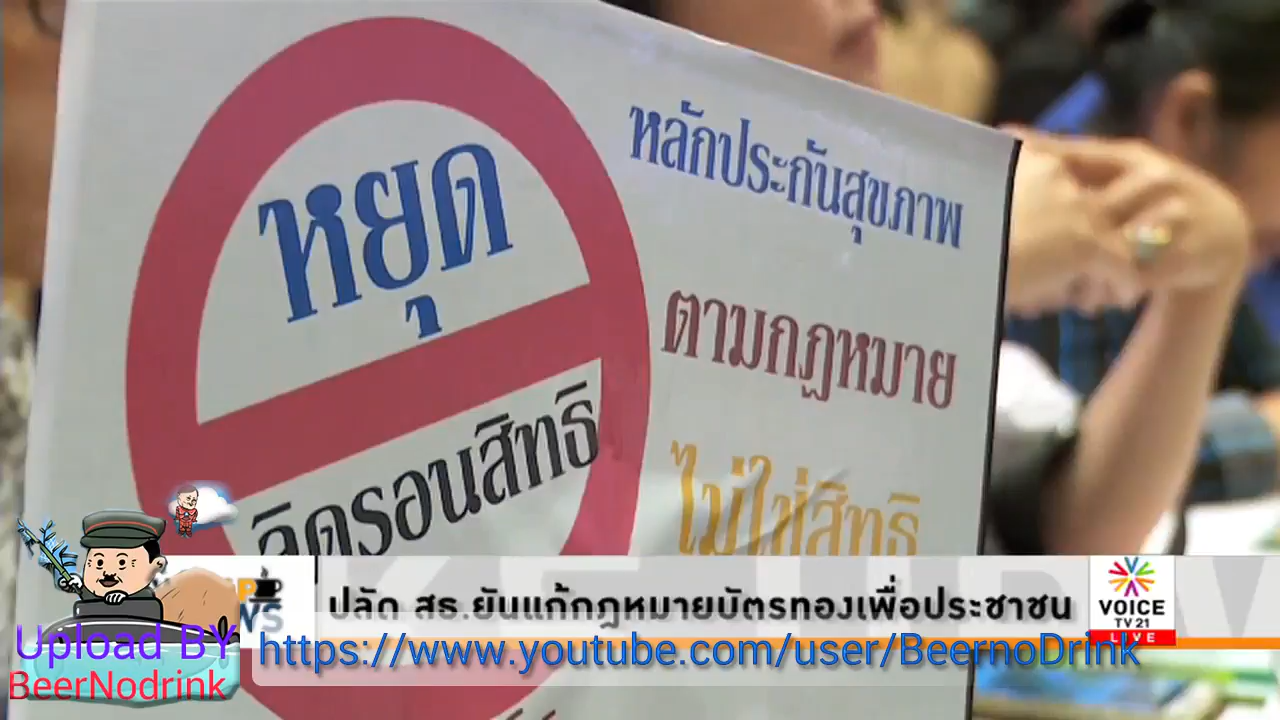 หยุด
ลิดรอนสิทธิ
หลักประกันสุขภาพ
ตามกฎหมาย
ไม่ใช่สิทธิ
ปลัด สธ.ยันแก้กฎหมายบัตรทองเพื่อประชาชน
VOICE
TV 21
LIVE
Upload BY
BeerNodrink
https://www.youtube.com/user/BeernoDrink